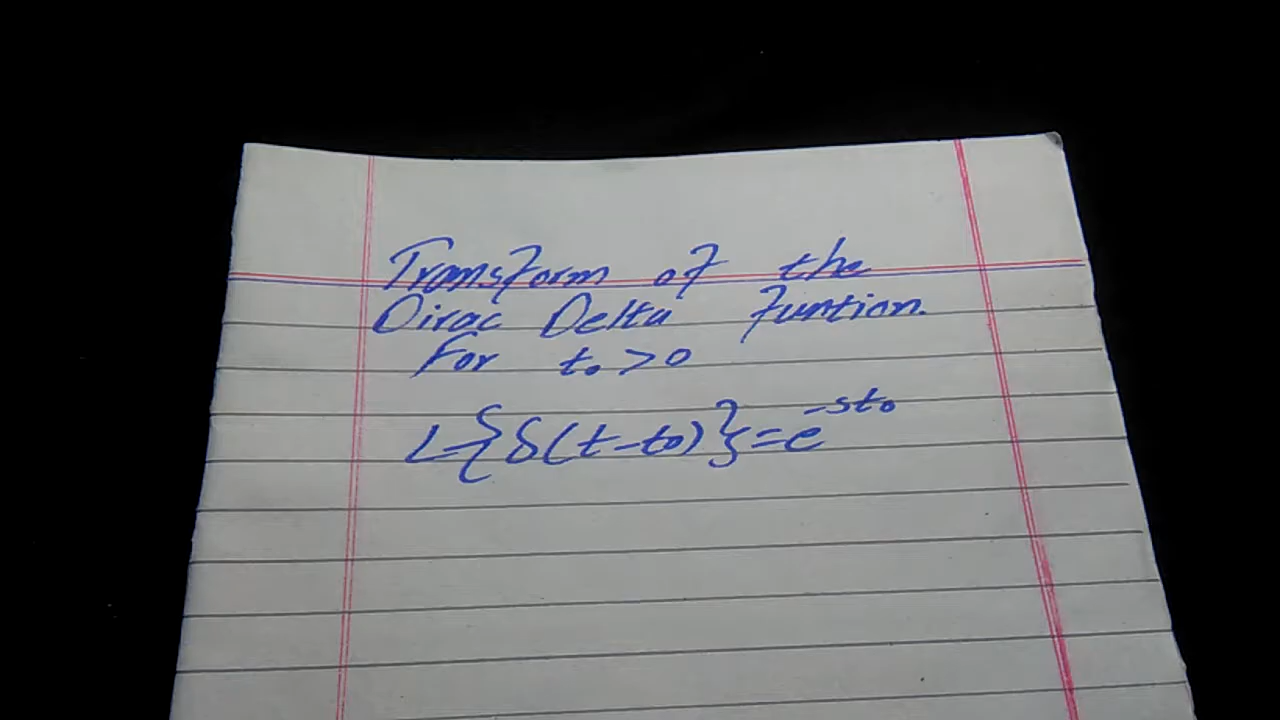 Transform of the
Dirac Delta Funtion.
For t₀ > 0
L{δ(t-t₀)} = e^{-st₀}